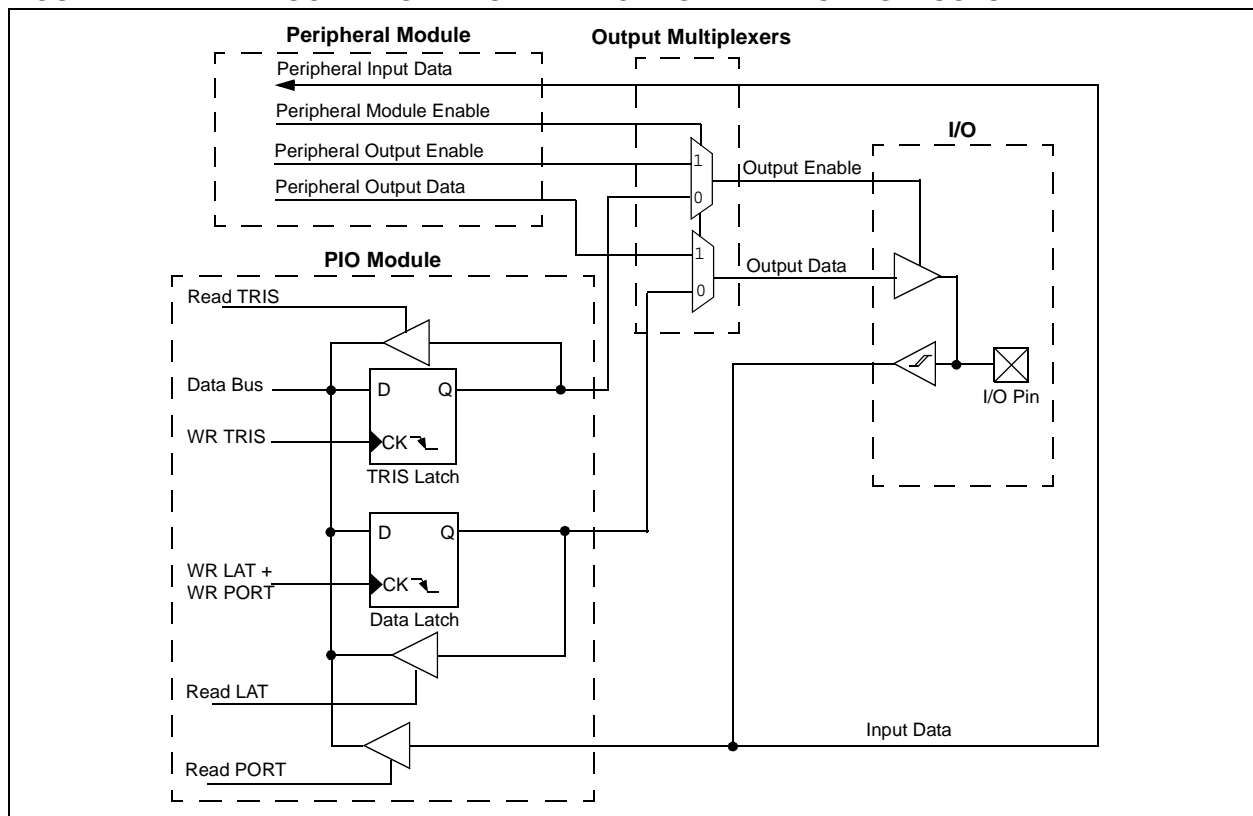 Peripheral Module
Output Multiplexers
Peripheral Input Data
Peripheral Module Enable
Peripheral Output Enable
Peripheral Output Data
1
0
1
0
Output Enable
Output Data
I/O
I/O Pin
PIO Module
Read TRIS
Data Bus
D
Q
WR TRIS
CK
TRIS Latch
D
Q
WR LAT +
WR PORT
CK
Data Latch
Read LAT
Read PORT
Input Data